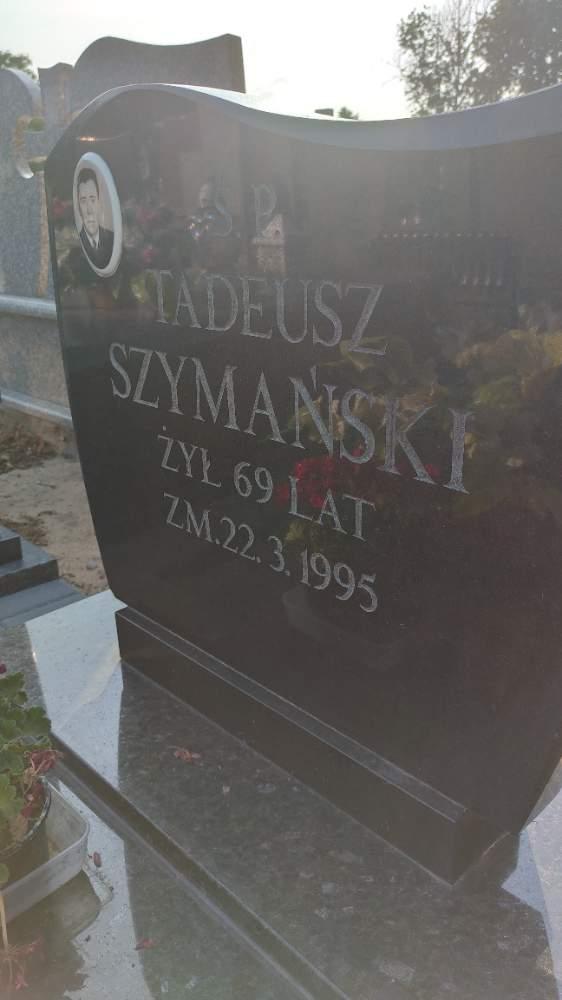 Ś. P.
TADEUSZ
SZYMAŃSKI
ŻYŁ 69 LAT
ZM. 22. 3. 1995